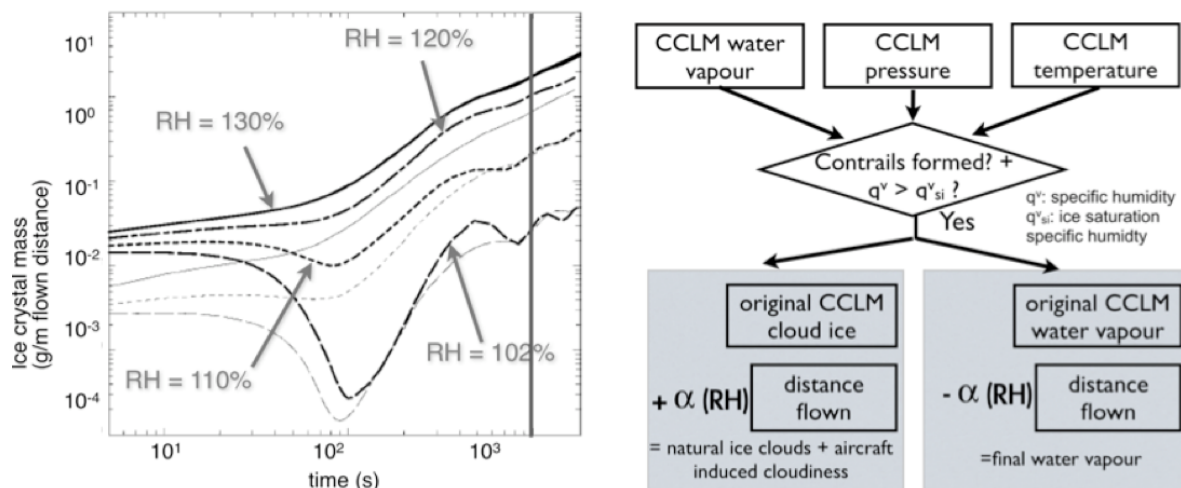 10¹
10⁰
10⁻¹
10⁻²
10⁻³
10⁻⁴
Ice crystal mass
(g/m flown distance)
RH = 120%
RH = 130%
RH = 110%
RH = 102%
10¹
10²
10³
time (s)
CCLM water
vapour
CCLM
pressure
CCLM
temperature
Contrails formed? +
qᵛ > qᵛsi ?
Yes
qᵛ: specific humidity
qᵛsi: ice saturation
specific humidty
original CCLM
cloud ice
+ α (RH)
distance
flown
= natural ice clouds + aircraft
induced cloudiness
original CCLM
water vapour
- α (RH)
distance
flown
=final water vapour